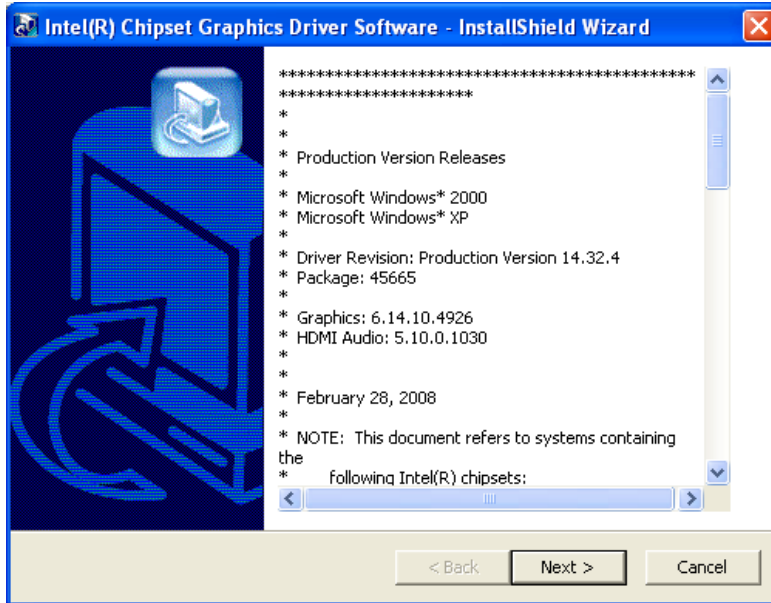 Intel(R) Chipset Graphics Driver Software - InstallShield Wizard
********************************************
*********************
*
*
* Production Version Releases
*
* Microsoft Windows* 2000
* Microsoft Windows* XP
*
* Driver Revision: Production Version 14.32.4
* Package: 45665
*
* Graphics: 6.14.10.4926
* HDMI Audio: 5.10.0.1030
*
*
* February 28, 2008
*
* NOTE: This document refers to systems containing
the
* following Intel(R) chipsets:
< Back Next > Cancel